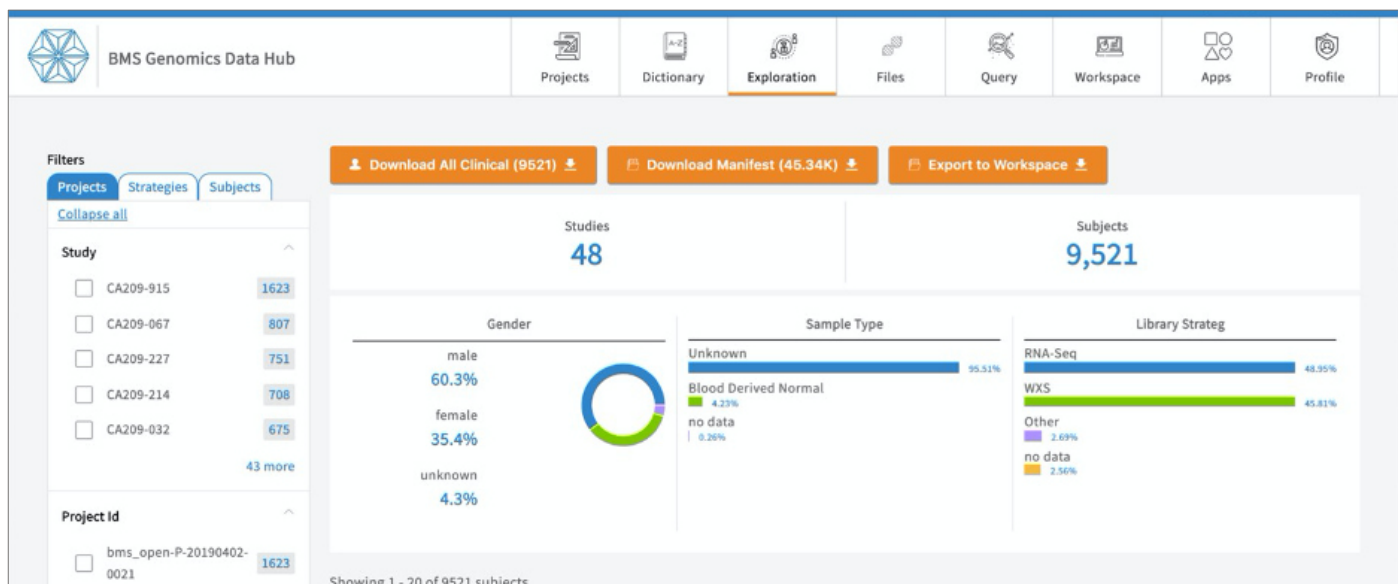 BMS Genomics Data Hub
Projects
Dictionary
Exploration
Files
Query
Workspace
Apps
Profile
Filters
Projects
Strategies
Subjects
Collapse all
Study
CA209-915 1623
CA209-067 807
CA209-227 751
CA209-214 708
CA209-032 675
43 more
Project Id
bms_open-P-20190402-
0021
1623
Download All Clinical (9521)
Download Manifest (45.34K)
Export to Workspace
Studies
48
Subjects
9,521
Gender
male
60.3%
female
35.4%
unknown
4.3%
Sample Type
Unknown
95.51%
Blood Derived Normal
4.23%
no data
0.26%
Library Strateg
RNA-Seq
48.95%
WXS
45.81%
Other
2.69%
no data
2.56%
Showing 1 - 20 of 9521 subjects